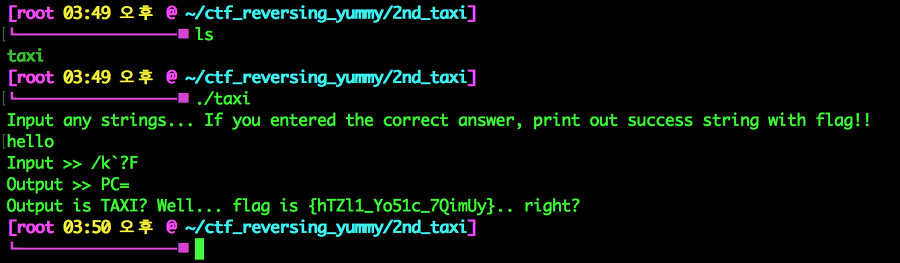 [root 03:49 오후 @ ~/ctf_reversing_yummy/2nd_taxi]
ls
taxi
[root 03:49 오후 @ ~/ctf_reversing_yummy/2nd_taxi]
./taxi
Input any strings... If you entered the correct answer, print out success string with flag!!
hello
Input >> /k`?F
Output >> PC=
Output is TAXI? Well... flag is {hTZl1_Yo51c_7QimUy}.. right?
[root 03:50 오후 @ ~/ctf_reversing_yummy/2nd_taxi]